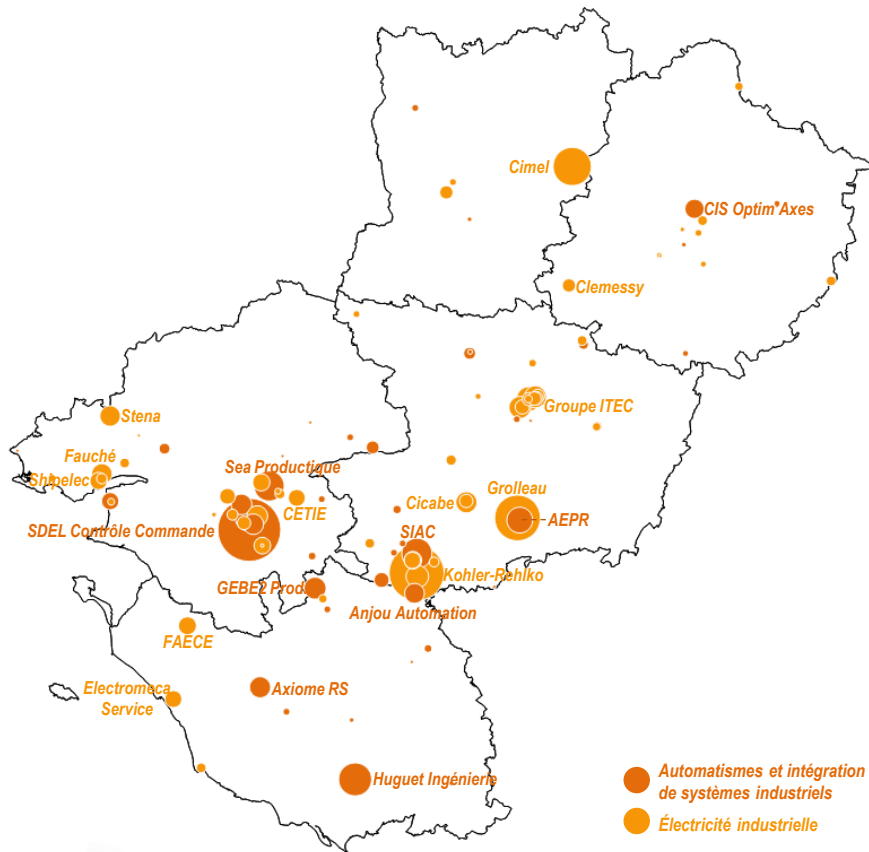 Cimel
CIS Optim'Axes
Clemessy
Groupe ITEC
Stena
Fauché
Shipelec
Sea Productique
CETIE
SDEL Contrôle Commande
Cicabe
Grolleau
AEPR
SIAC
Kohler-Rehlko
GEBE2 Prod
Anjou Automation
FAECE
Electromeca
Service
Axiome RS
Huguet Ingénierie
Automatismes et intégration
de systèmes industriels
Électricité industrielle